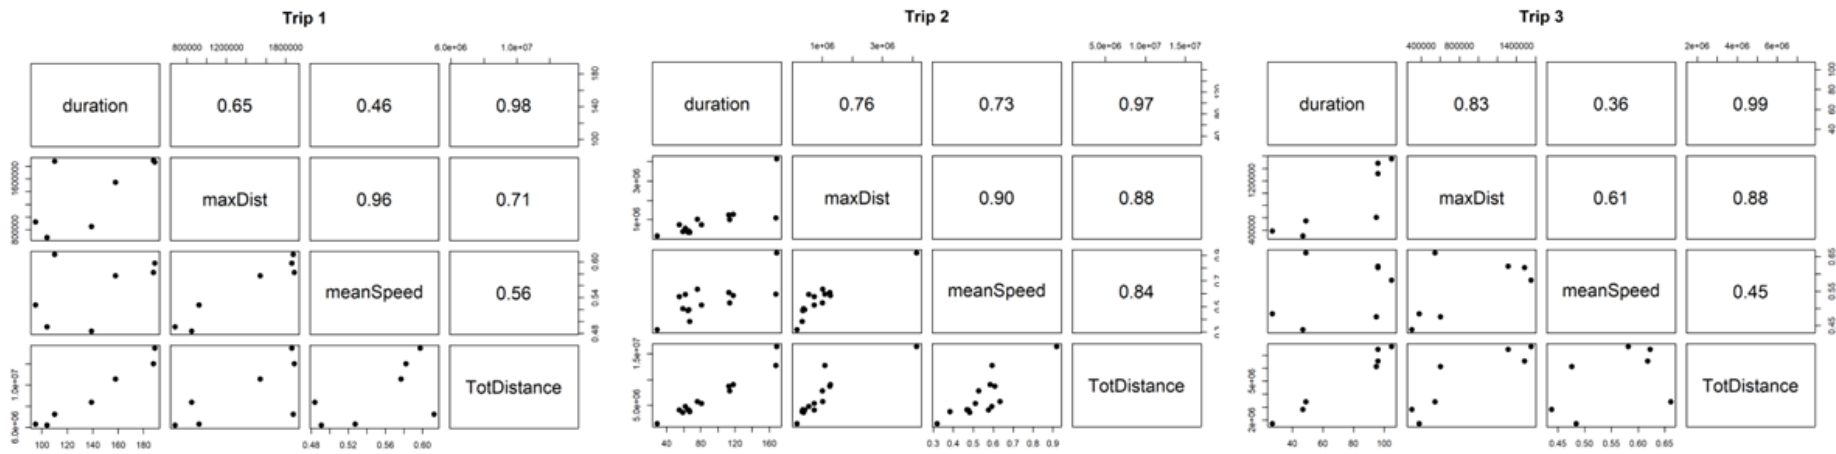 Trip 1
800000 1200000 1800000
6.0e+06 1.0e+07
duration
0.65
0.46
0.98
100 140 180
800000 1600000
maxDist
0.96
0.71
meanSpeed
0.56
0.48 0.54 0.60
6.0e+06 1.0e+07
TotDistance
100 120 140 160 180
0.48 0.52 0.56 0.60
Trip 2
1e+06 3e+06
5.0e+06 1.0e+07 1.5e+07
duration
0.76
0.73
0.97
1e+06 3e+06
maxDist
0.90
0.88
meanSpeed
0.84
5.0e+06 1.5e+07
TotDistance
40 80 120 160
0.3 0.4 0.5 0.6 0.7 0.8 0.9
Trip 3
400000 800000 1400000
2e+06 4e+06 6e+06
duration
0.83
0.36
0.99
40 60 80 100
400000 1200000
maxDist
0.61
0.88
meanSpeed
0.45
0.45 0.55 0.65
2e+06 5e+06
TotDistance
40 60 80 100
0.45 0.50 0.55 0.60 0.65